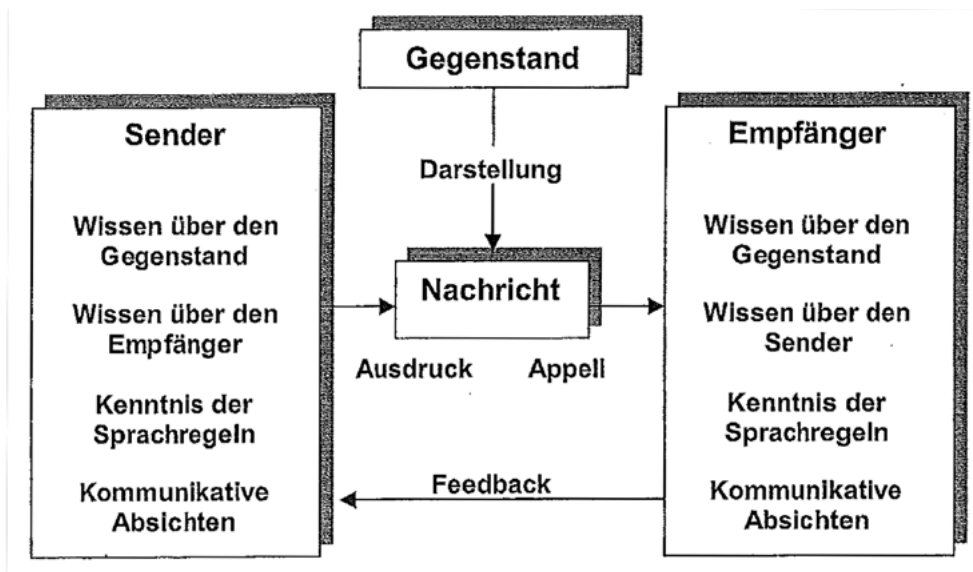 Gegenstand
Sender
Empfänger
Darstellung
Wissen über den
Gegenstand
Wissen über den
Gegenstand
Nachricht
Wissen über den
Empfänger
Wissen über den
Sender
Ausdruck
Appell
Kenntnis der
Sprachregeln
Kenntnis der
Sprachregeln
Feedback
Kommunikative
Absichten
Kommunikative
Absichten